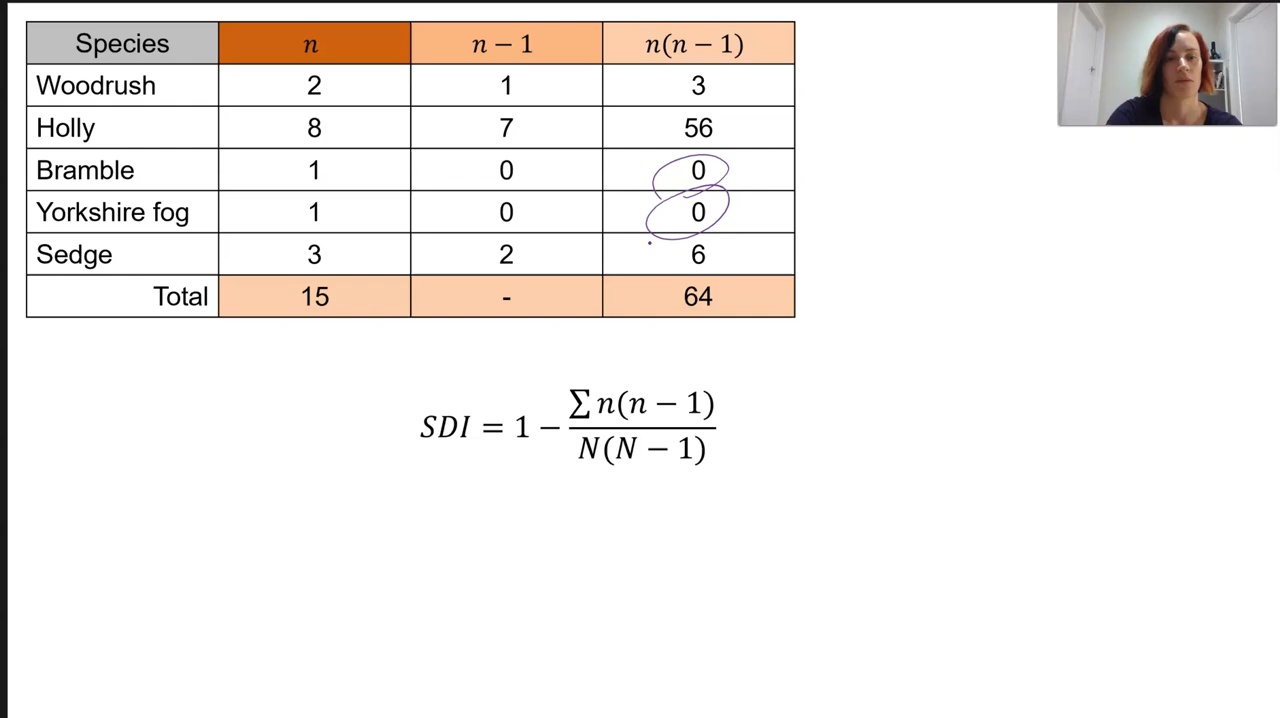 Species n n − 1 n(n − 1)
Woodrush 2 1 3
Holly 8 7 56
Bramble 1 0 0
Yorkshire fog 1 0 0
Sedge 3 2 6
Total 15 - 64
SDI = 1 − ∑ n(n − 1) / N(N − 1)